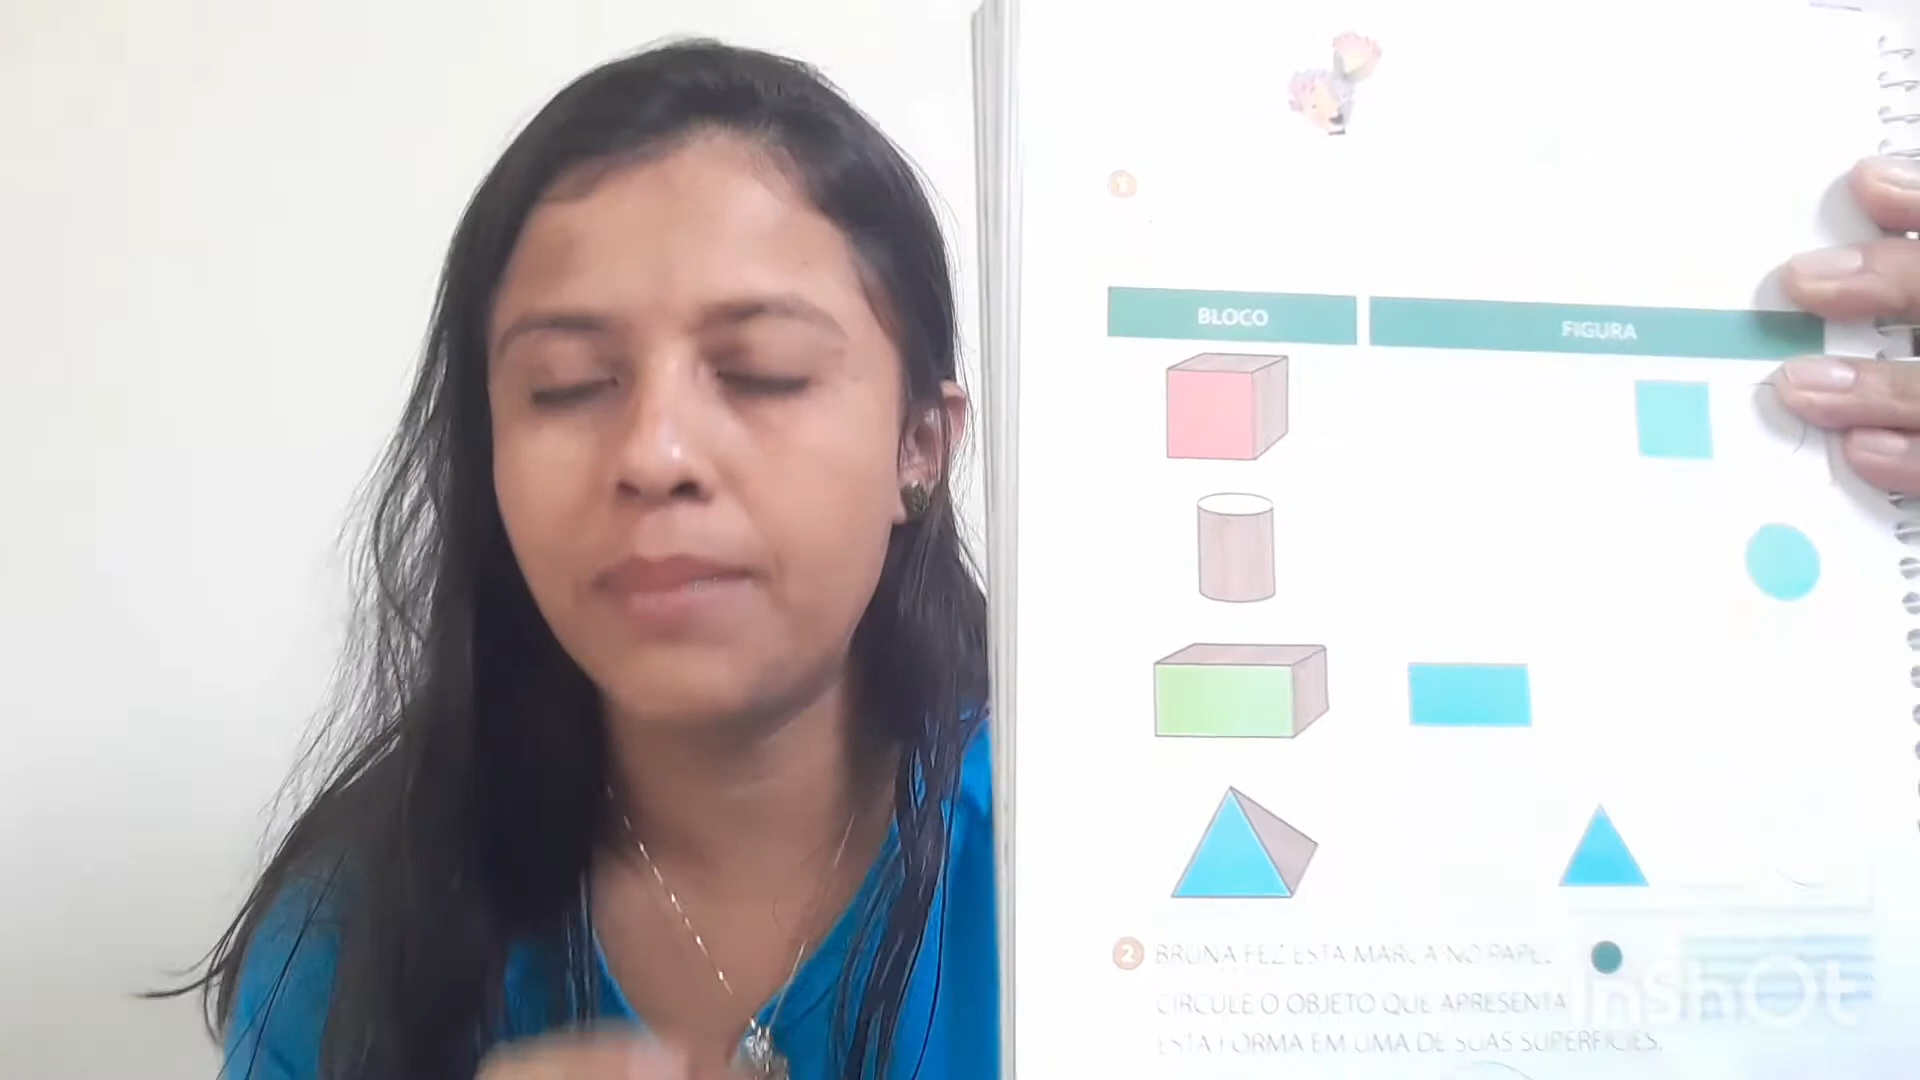 1
BLOCO
FIGURA
2 BRUNA FEZ ESTA MARCA NO PAPEL
CIRCULE O OBJETO QUE APRESENTA
ESTA FORMA EM UMA DE SUAS SUPERFÍCIES.
InShOt